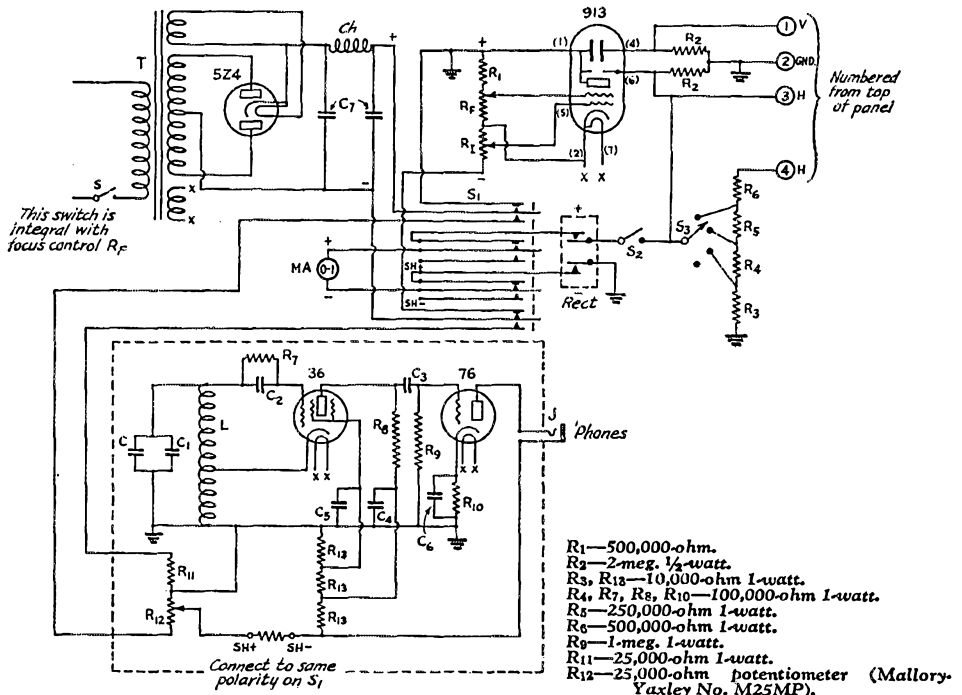 T
5Z4
Ch
C7
S
This switch is
integral with
focus control RF
X
X
+
-
913
(1)
(4)
(6)
(5)
(2)
(7)
X X
+
R1
RF
RI
-
R2
R2
1 V
2 GND.
3 H
4 H
Numbered
from top
of panel
R6
R5
R4
R3
S1
S2
S3
+
-
Rect
+
MA
0-1
-
SH
SH-
R7
C2
36
C3
76
C
C1
L
R8
R9
X X
X X
C5
C4
C6
R10
J
'Phones
R11
R12
R13
R13
R13
SH+
SH-
Connect to same
polarity on S1
R1—500,000-ohm.
R2—2-meg. ½-watt.
R3, R13—10,000-ohm 1-watt.
R4, R7, R8, R10—100,000-ohm 1-watt.
R5—250,000-ohm 1-watt.
R6—500,000-ohm 1-watt.
R9—1-meg. 1-watt.
R11—25,000-ohm 1-watt.
R12—25,000-ohm potentiometer (Mallory-
Yaxley No. M25MP).